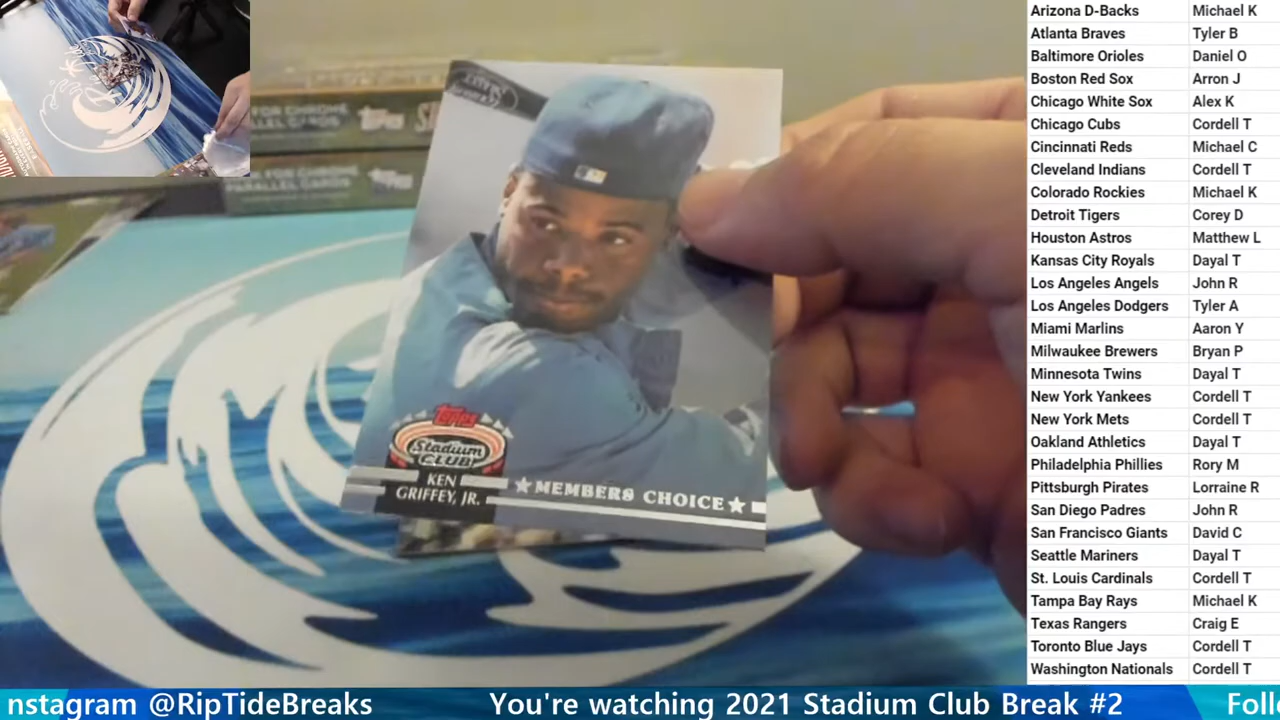 FOR CHROME
topps
FOR CHROME
PARALLEL CARDS
topps
Topps
Stadium
CLUB
KEN
GRIFFEY, JR.
★MEMBERS CHOICE★
Arizona D-Backs Michael K
Atlanta Braves Tyler B
Baltimore Orioles Daniel O
Boston Red Sox Arron J
Chicago White Sox Alex K
Chicago Cubs Cordell T
Cincinnati Reds Michael C
Cleveland Indians Cordell T
Colorado Rockies Michael K
Detroit Tigers Corey D
Houston Astros Matthew L
Kansas City Royals Dayal T
Los Angeles Angels John R
Los Angeles Dodgers Tyler A
Miami Marlins Aaron Y
Milwaukee Brewers Bryan P
Minnesota Twins Dayal T
New York Yankees Cordell T
New York Mets Cordell T
Oakland Athletics Dayal T
Philadelphia Phillies Rory M
Pittsburgh Pirates Lorraine R
San Diego Padres John R
San Francisco Giants David C
Seattle Mariners Dayal T
St. Louis Cardinals Cordell T
Tampa Bay Rays Michael K
Texas Rangers Craig E
Toronto Blue Jays Cordell T
Washington Nationals Cordell T
nstagram @RipTideBreaks You're watching 2021 Stadium Club Break #2 Foll